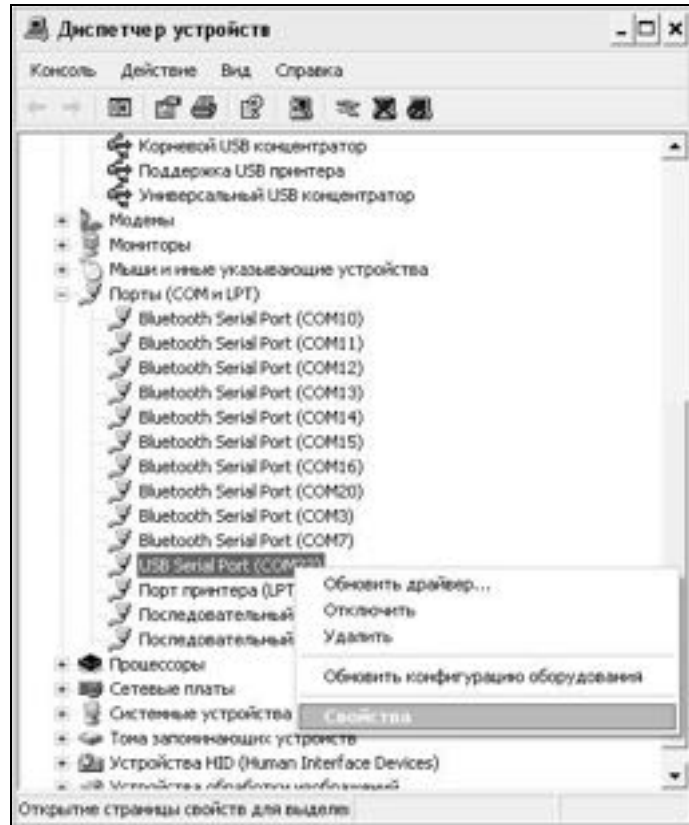 Диспетчер устройств
Консоль Действие Вид Справка
Корневой USB концентратор
Поддержка USB принтера
Универсальный USB концентратор
Модемы
Мониторы
Мыши и иные указывающие устройства
Порты (COM и LPT)
Bluetooth Serial Port (COM10)
Bluetooth Serial Port (COM11)
Bluetooth Serial Port (COM12)
Bluetooth Serial Port (COM13)
Bluetooth Serial Port (COM14)
Bluetooth Serial Port (COM15)
Bluetooth Serial Port (COM16)
Bluetooth Serial Port (COM20)
Bluetooth Serial Port (COM3)
Bluetooth Serial Port (COM7)
USB Serial Port
Обновить драйвер...
Порт принтера (LPT
Отключить
Последовательный
Удалить
Последовательный
Процессоры
Обновить конфигурацию оборудования
Сетевые платы
Системные устройства
Свойства
Тома запоминающих устройств
Устройства HID (Human Interface Devices)
Устройства обработки изображений
Открытие страницы свойств для выделен